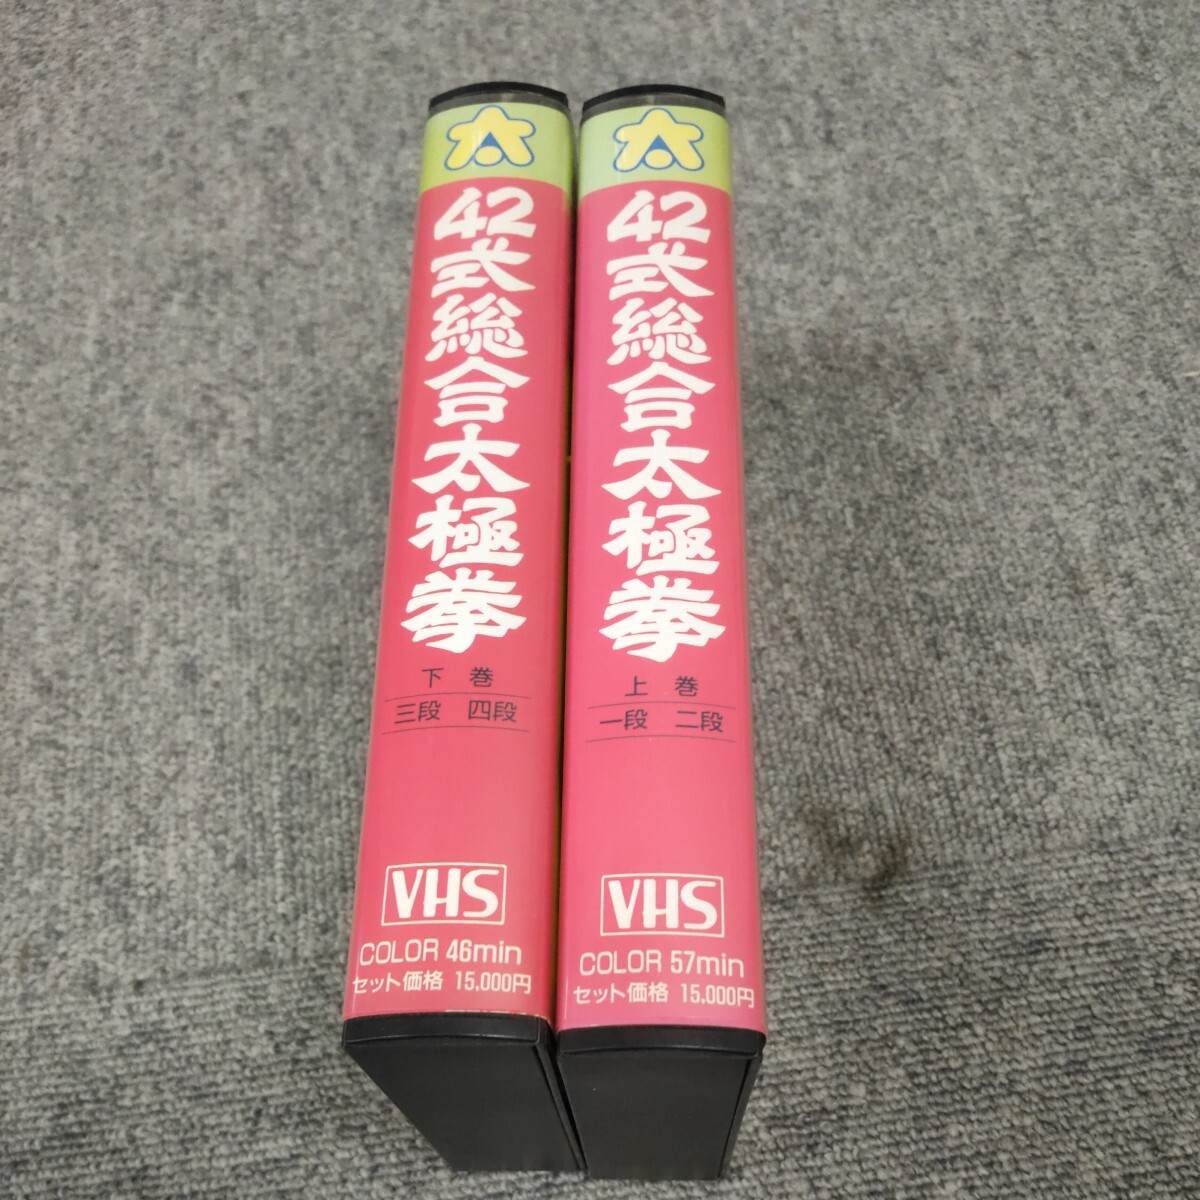 太
42式総合太極拳
下巻
三段 四段
VHS
COLOR 46min
セット価格 15,000円
太
42式総合太極拳
上巻
一段 二段
VHS
COLOR 57min
セット価格 15,000円